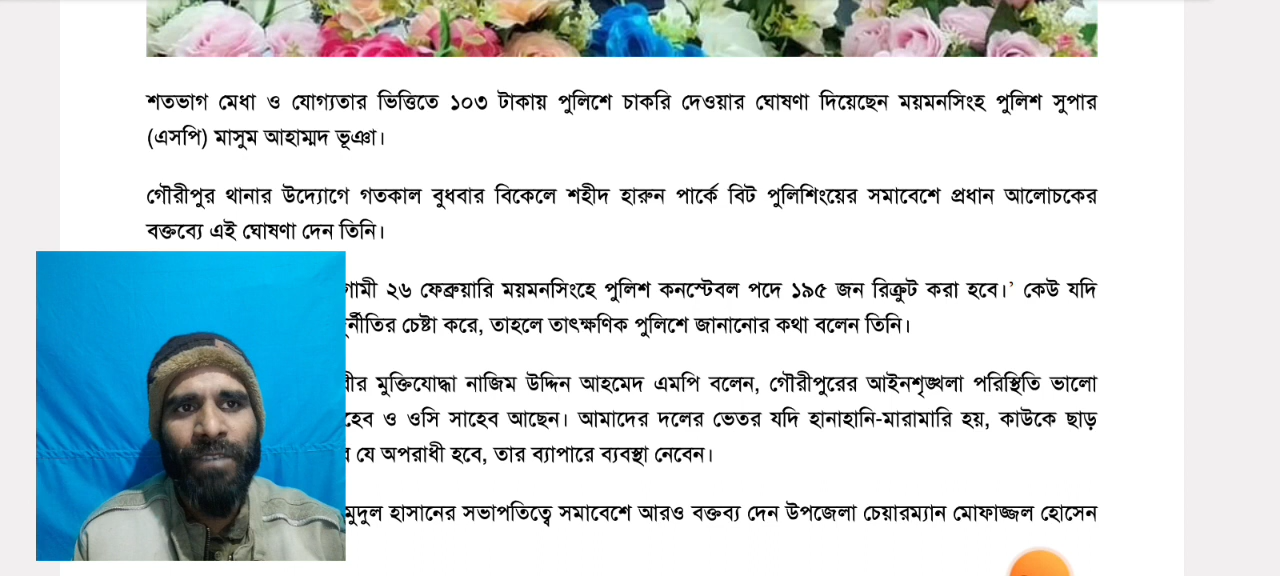 শতভাগ মেধা ও যোগ্যতার ভিত্তিতে ১০৩ টাকায় পুলিশে চাকরি দেওয়ার ঘোষণা দিয়েছেন ময়মনসিংহ পুলিশ সুপার
(এসপি) মাসুম আহাম্মদ ভূঞা।
গৌরীপুর থানার উদ্যোগে গতকাল বুধবার বিকেলে শহীদ হারুন পার্কে বিট পুলিশিংয়ের সমাবেশে প্রধান আলোচকের
বক্তব্যে এই ঘোষণা দেন তিনি।
২৬ ফেব্রুয়ারি ময়মনসিংহে পুলিশ কনস্টেবল পদে ১৯৫ জন রিক্রুট করা হবে।’ কেউ যদি
চেষ্টা করে, তাহলে তাৎক্ষণিক পুলিশে জানানোর কথা বলেন তিনি।
মুক্তিযোদ্ধা নাজিম উদ্দিন আহমেদ এমপি বলেন, গৌরীপুরের আইনশৃঙ্খলা পরিস্থিতি ভালো
ও ওসি সাহেব আছেন। আমাদের দলের ভেতর যদি হানাহানি-মারামারি হয়, কাউকে ছাড়
যে অপরাধী হবে, তার ব্যাপারে ব্যবস্থা নেবেন।
হাসানের সভাপতিত্বে সমাবেশে আরও বক্তব্য দেন উপজেলা চেয়ারম্যান মোফাজ্জল হোসেন